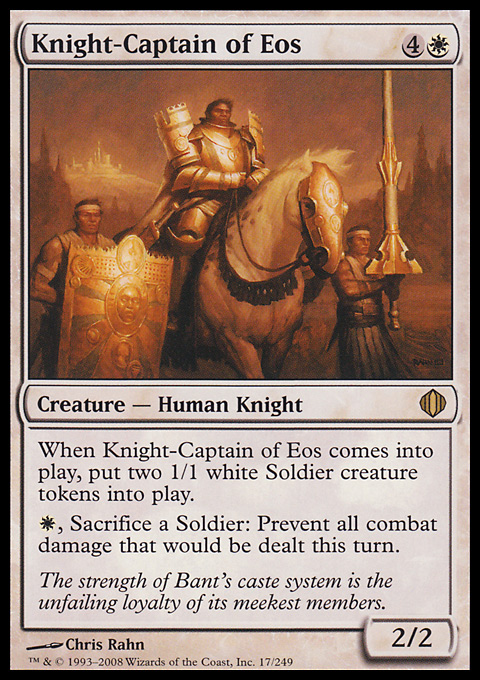 Knight-Captain of Eos 4
Creature — Human Knight
When Knight-Captain of Eos comes into
play, put two 1/1 white Soldier creature
tokens into play.
, Sacrifice a Soldier: Prevent all combat
damage that would be dealt this turn.
The strength of Bant's caste system is the
unfailing loyalty of its meekest members.
Chris Rahn
2/2
™ & © 1993–2008 Wizards of the Coast, Inc. 17/249